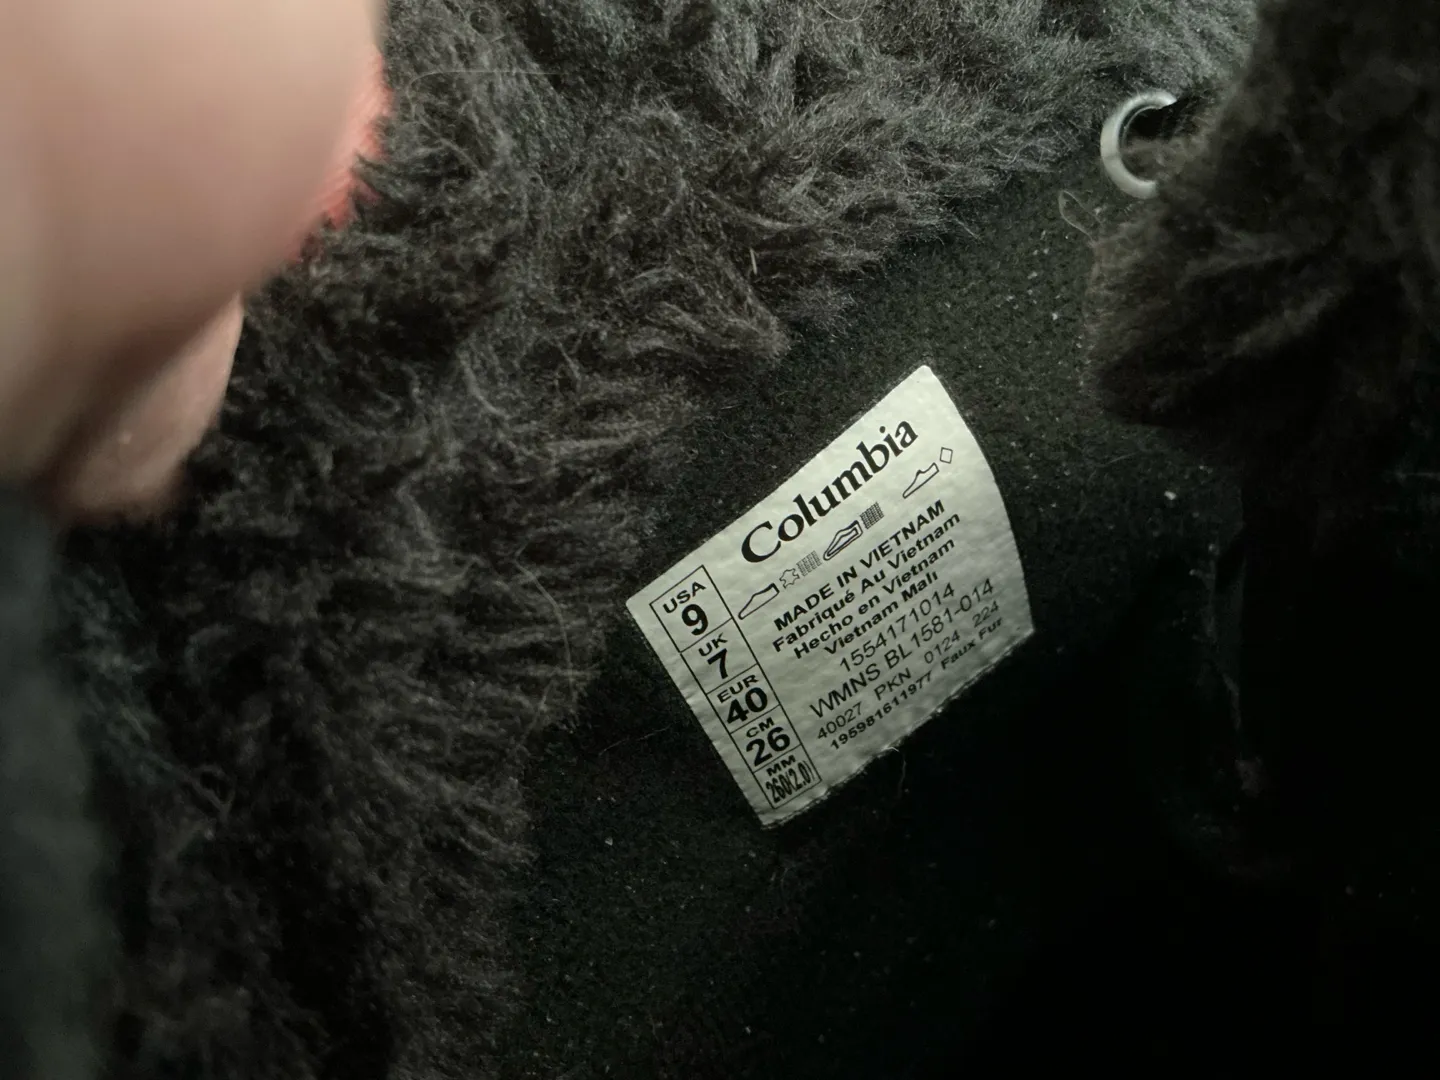 Columbia
USA
9
UK
7
EUR
40
CM
26
MM
260(2.0)
MADE IN VIETNAM
Fabriqué Au Vietnam
Hecho en Vietnam
Vietnam Malı
1554171014
WMNS BL1581-014
40027 PKN 0124 224
195981611977 Faux Fur